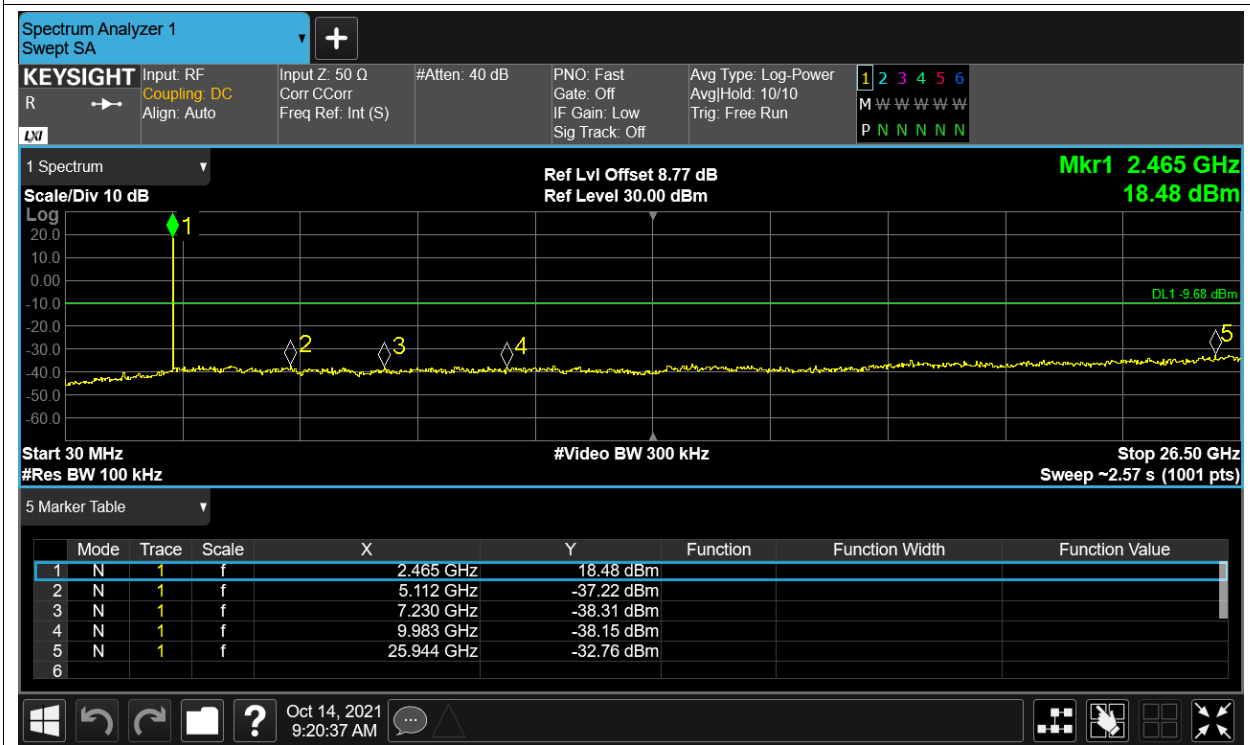 Spectrum Analyzer 1
Swept SA
+
KEYSIGHT Input: RF Input Z: 50 Ω #Atten: 40 dB PNO: Fast Avg Type: Log-Power 1 2 3 4 5 6
R Coupling: DC Corr CCorr Gate: Off Avg|Hold: 10/10 M W W W W W
Align: Auto Freq Ref: Int (S) IF Gain: Low Trig: Free Run
LXI Sig Track: Off P N N N N N
1 Spectrum Ref Lvl Offset 8.77 dB Mkr1 2.465 GHz
Scale/Div 10 dB Ref Level 30.00 dBm 18.48 dBm
Log
1
20.0
10.0
0.00
DL1 -9.68 dBm
-10.0
-20.0
2 3 4 5
-30.0
-40.0
-50.0
-60.0
Start 30 MHz #Video BW 300 kHz Stop 26.50 GHz
#Res BW 100 kHz Sweep ~2.57 s (1001 pts)
5 Marker Table
Mode Trace Scale X Y Function Function Width Function Value
1 N 1 f 2.465 GHz 18.48 dBm
2 N 1 f 5.112 GHz -37.22 dBm
3 N 1 f 7.230 GHz -38.31 dBm
4 N 1 f 9.983 GHz -38.15 dBm
5 N 1 f 25.944 GHz -32.76 dBm
6
? Oct 14, 2021
9:20:37 AM